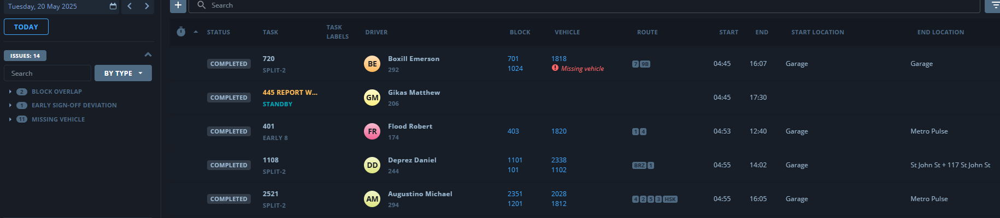 Tuesday, 20 May 2025
TODAY
ISSUES: 14
Search
BY TYPE
2 BLOCK OVERLAP
1 EARLY SIGN-OFF DEVIATION
11 MISSING VEHICLE
Search
STATUS TASK TASK LABELS DRIVER BLOCK VEHICLE ROUTE START END START LOCATION END LOCATION
COMPLETED 720 BE Boxill Emerson 701 1818 7 9B 04:45 16:07 Garage Garage
SPLIT-2 292 1024 Missing vehicle
COMPLETED 445 REPORT W... GM Gikas Matthew 04:45 17:30
STANDBY 206
COMPLETED 401 FR Flood Robert 403 1820 1 4 04:53 12:40 Garage Metro Pulse
EARLY 8 174
COMPLETED 1108 DD Deprez Daniel 1101 2338 BRZ 1 04:55 14:02 Garage St John St + 117 St John St
SPLIT-2 244 101 1102
COMPLETED 2521 AM Augustino Michael 2351 2028 4 2 5 3 HSK 04:55 16:05 Garage Metro Pulse
SPLIT-2 294 1201 1812